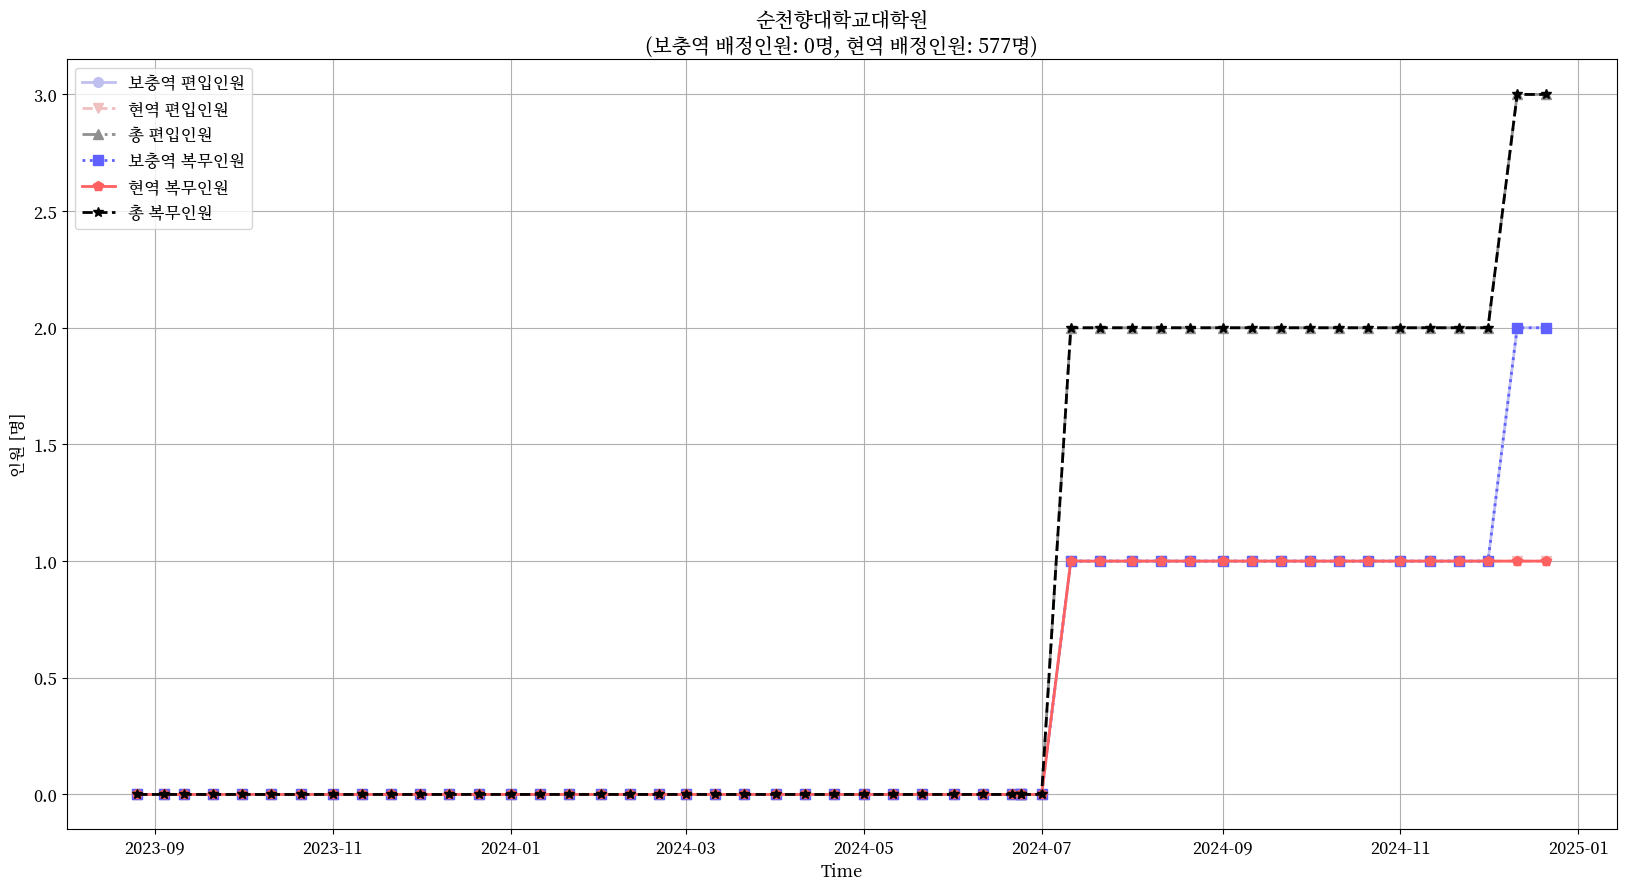 순천향대학교대학원
(보충역 배정인원: 0명, 현역 배정인원: 577명)
보충역 편입인원
현역 편입인원
총 편입인원
보충역 복무인원
현역 복무인원
총 복무인원
3.0
2.5
2.0
1.5
1.0
0.5
0.0
인원 [명]
2023-09
2023-11
2024-01
2024-03
2024-05
2024-07
2024-09
2024-11
2025-01
Time